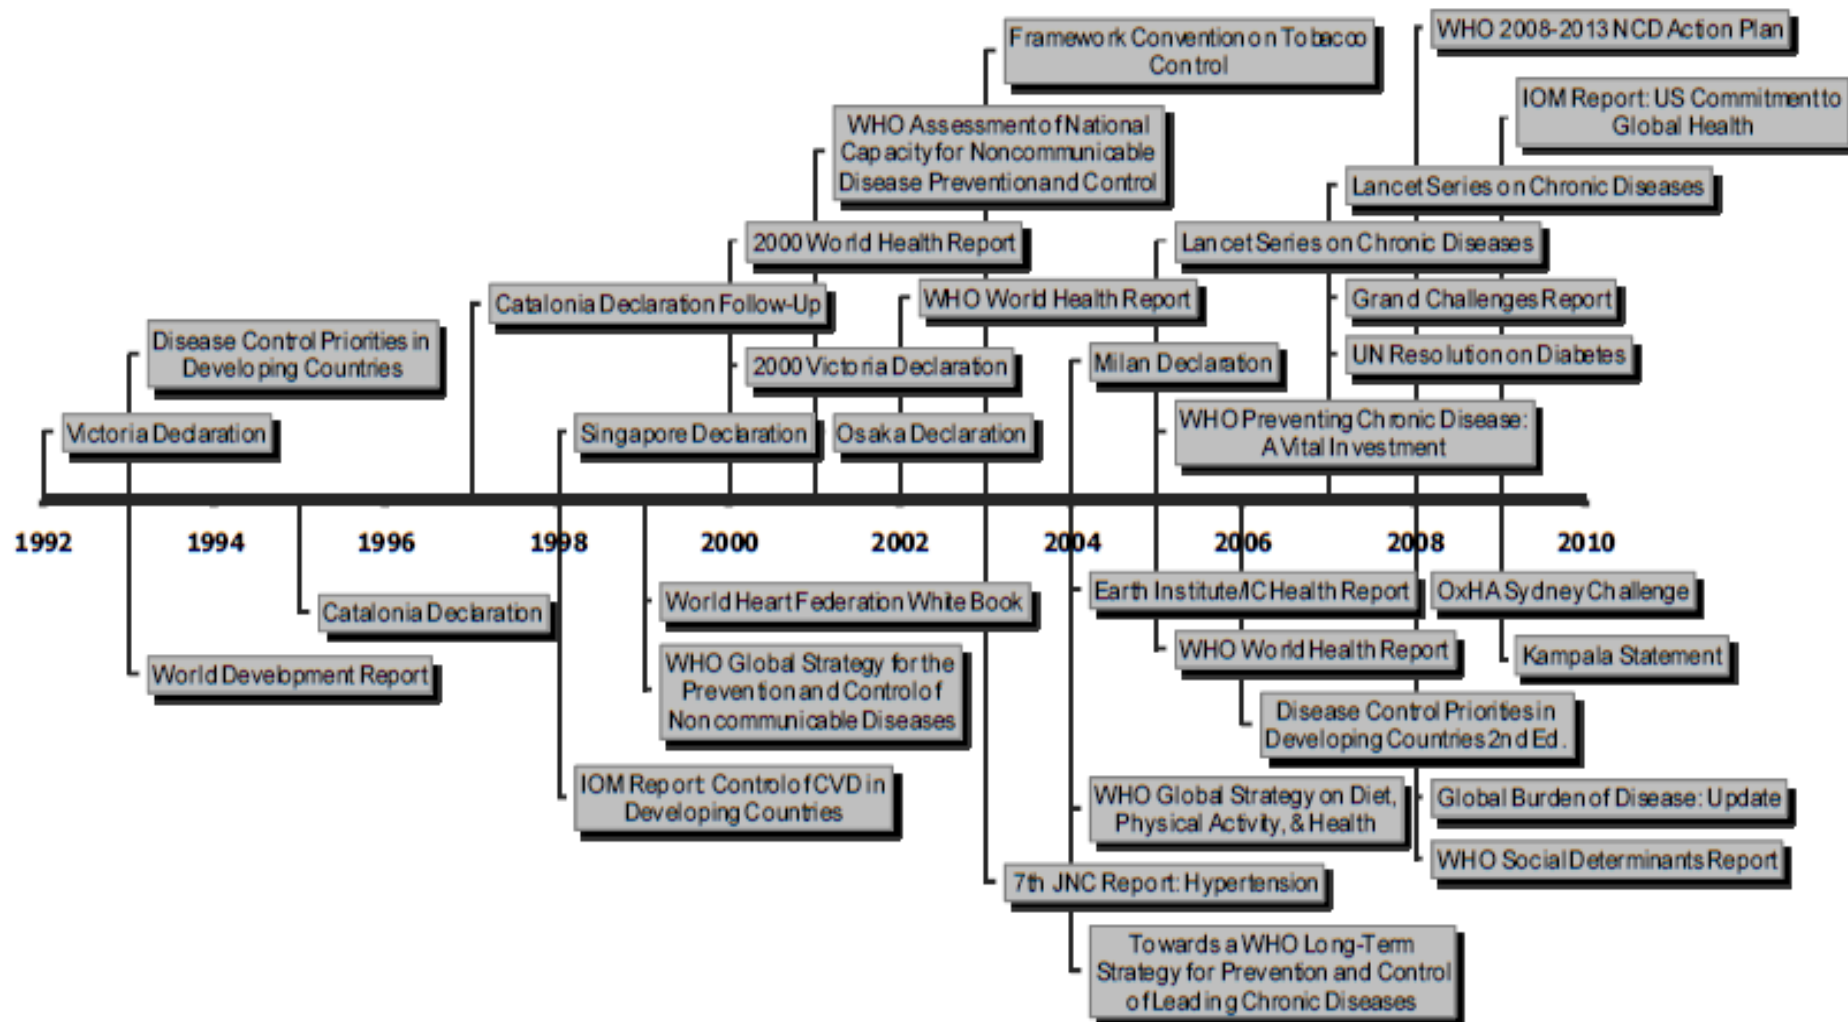 Framework Convention on Tobacco
Control
WHO 2008-2013 NCD Action Plan
IOM Report: US Commitment to
Global Health
WHO Assessment of National
Capacity for Noncommunicable
Disease Prevention and Control
Lancet Series on Chronic Diseases
2000 World Health Report
Lancet Series on Chronic Diseases
Catalonia Declaration Follow-Up
WHO World Health Report
Grand Challenges Report
Disease Control Priorities in
Developing Countries
2000 Victoria Declaration
Milan Declaration
UN Resolution on Diabetes
Victoria Declaration
Singapore Declaration
Osaka Declaration
WHO Preventing Chronic Disease:
A Vital Investment
1992
1994
1996
1998
2000
2002
2004
2006
2008
2010
Catalonia Declaration
World Heart Federation White Book
Earth Institute/IC Health Report
OxHA Sydney Challenge
World Development Report
WHO Global Strategy for the
Prevention and Control of
Noncommunicable Diseases
WHO World Health Report
Kampala Statement
Disease Control Priorities in
Developing Countries 2nd Ed.
IOM Report: Control of CVD in
Developing Countries
WHO Global Strategy on Diet,
Physical Activity, & Health
Global Burden of Disease: Update
WHO Social Determinants Report
7th JNC Report: Hypertension
Towards a WHO Long-Term
Strategy for Prevention and Control
of Leading Chronic Diseases